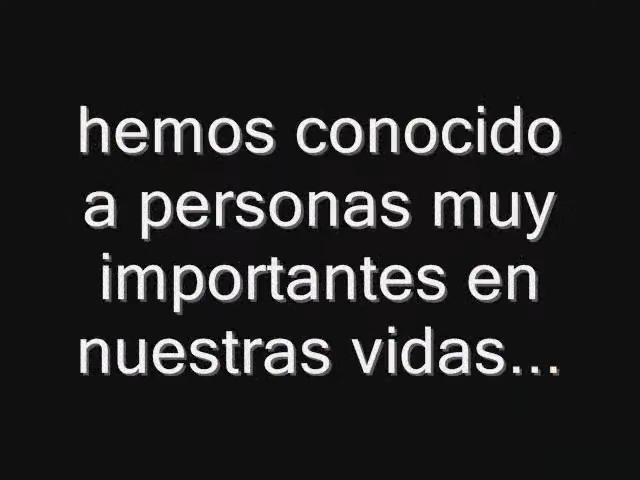 hemos conocido
a personas muy
importantes en
nuestras vidas...